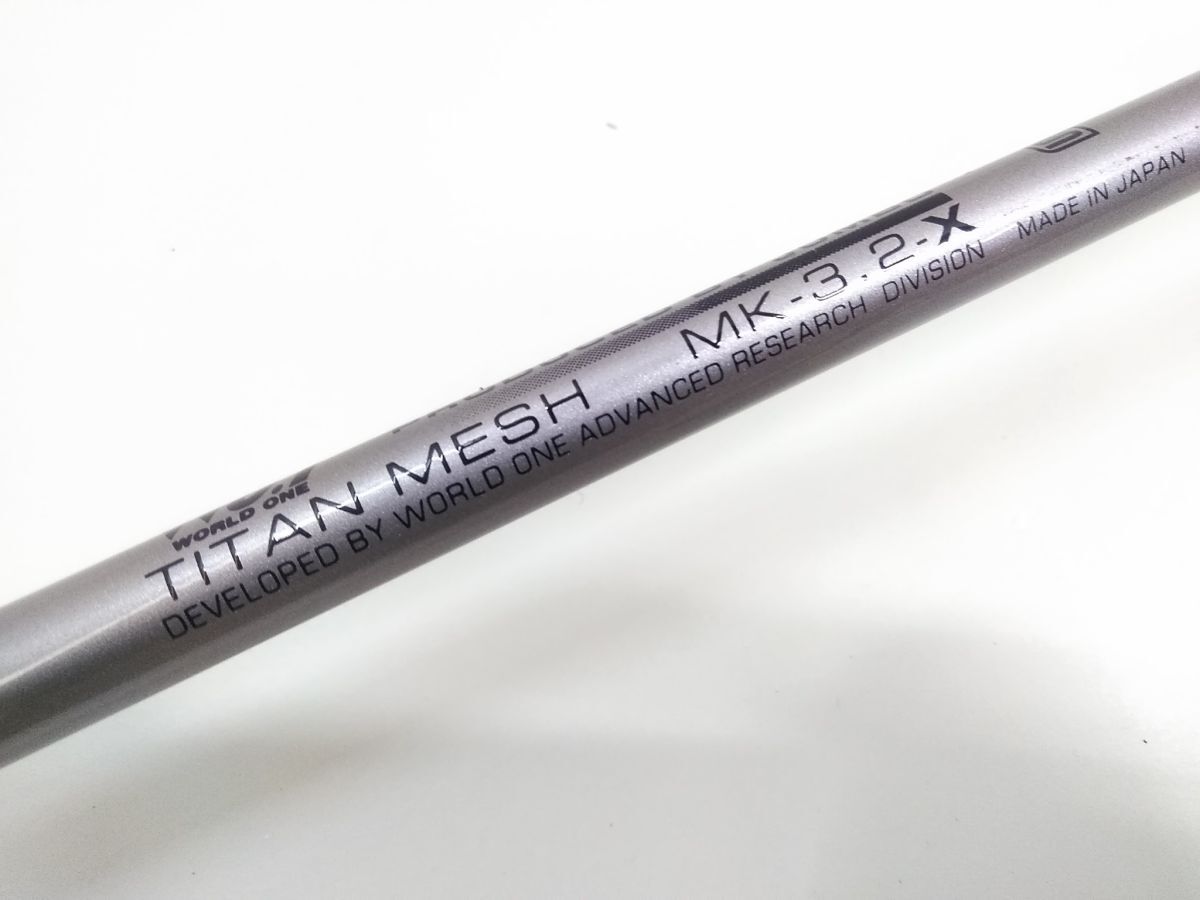 WORLD ONE
TITAN MESH MK-3.2-X
DEVELOPED BY WORLD ONE ADVANCED RESEARCH DIVISION MADE IN JAPAN